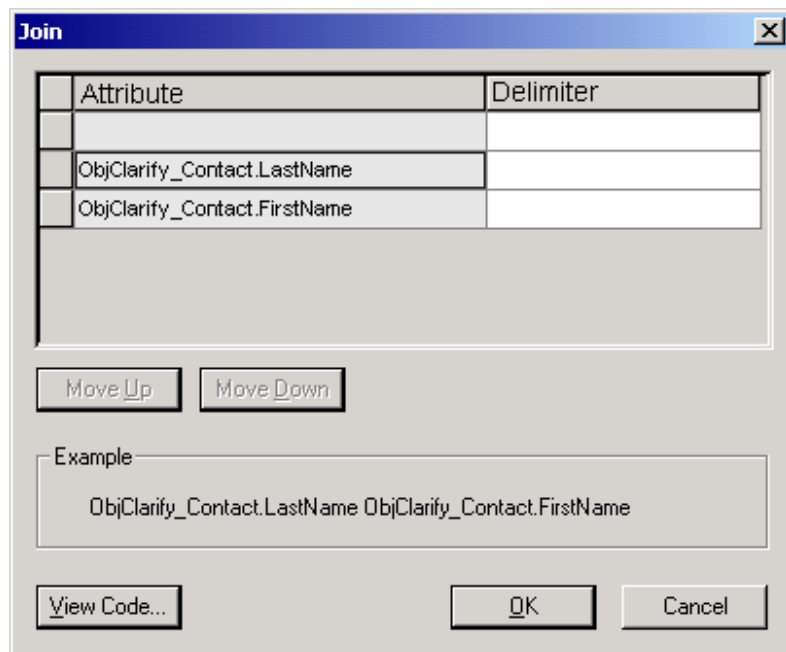 Join
Attribute Delimiter
ObjClarify_Contact.LastName
ObjClarify_Contact.FirstName
Move Up Move Down
Example
ObjClarify_Contact.LastName ObjClarify_Contact.FirstName
View Code... OK Cancel